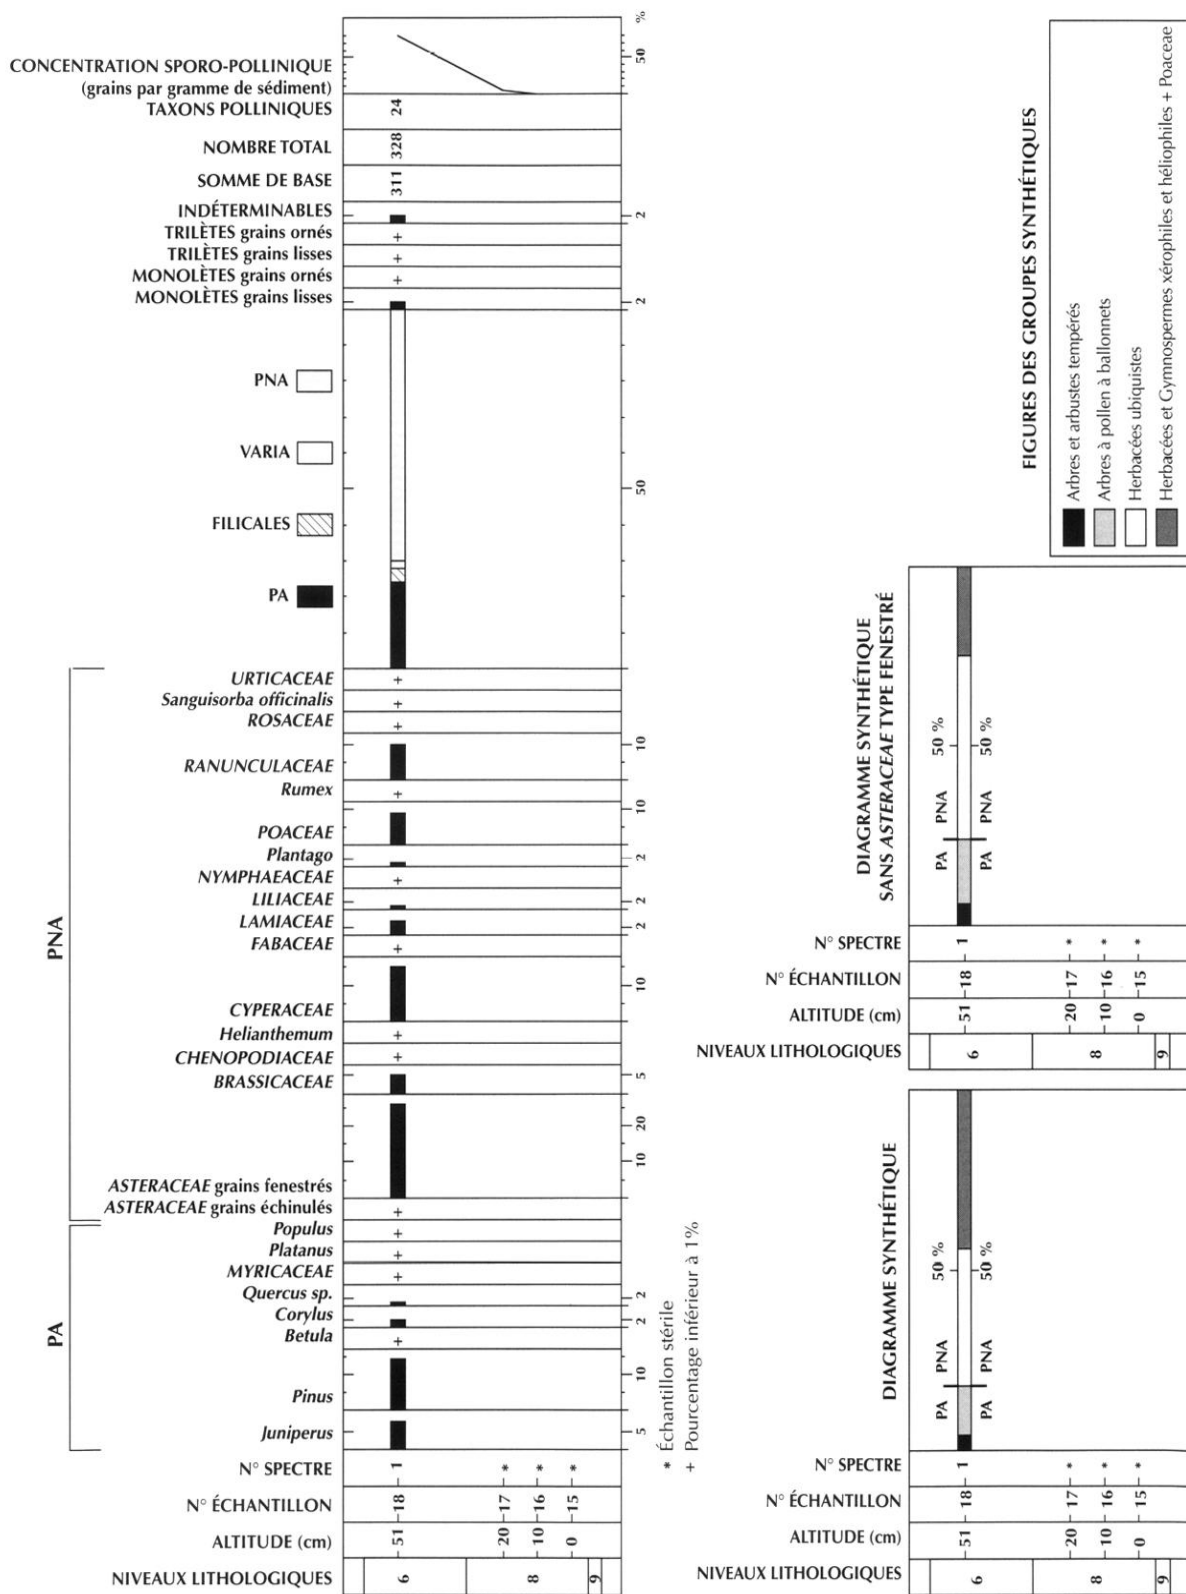 CONCENTRATION SPORO-POLLINIQUE
(grains par gramme de sédiment)
50
%
TAXONS POLLINIQUES
24
NOMBRE TOTAL
328
SOMME DE BASE
311
INDÉTERMINABLES
2
TRILÈTES grains ornés
+
TRILÈTES grains lisses
+
MONOLÈTES grains ornés
+
MONOLÈTES grains lisses
2
PNA
VARIA
FILICALES
PA
50
PNA
URTICACEAE
+
Sanguisorba officinalis
+
ROSACEAE
+
RANUNCULACEAE
10
Rumex
+
POACEAE
10
Plantago
2
NYMPHAEACEAE
+
LILIACEAE
2
LAMIACEAE
2
FABACEAE
+
CYPERACEAE
10
Helianthemum
+
CHENOPODIACEAE
+
BRASSICACEAE
5
ASTERACEAE grains fenestrés
20
10
ASTERACEAE grains échinulés
+
PA
Populus
+
Platanus
+
MYRICACEAE
+
Quercus sp.
2
Corylus
2
Betula
+
Pinus
10
Juniperus
5
N° SPECTRE
1 * * *
N° ÉCHANTILLON
18 17 16 15
ALTITUDE (cm)
51 20 10 0
NIVEAUX LITHOLOGIQUES
6 8 9
* Échantillon stérile
+ Pourcentage inférieur à 1%
DIAGRAMME SYNTHÉTIQUE
50 %
50 %
PA PNA
PA PNA
N° SPECTRE
1 * * *
N° ÉCHANTILLON
18 17 16 15
ALTITUDE (cm)
51 20 10 0
NIVEAUX LITHOLOGIQUES
6 8 9
DIAGRAMME SYNTHÉTIQUE
SANS ASTERACEAE TYPE FENESTRÉ
50 %
50 %
PA PNA
PA PNA
N° SPECTRE
1 * * *
N° ÉCHANTILLON
18 17 16 15
ALTITUDE (cm)
51 20 10 0
NIVEAUX LITHOLOGIQUES
6 8 9
FIGURES DES GROUPES SYNTHÉTIQUES
Arbres et arbustes tempérés
Arbres à pollen à ballonnets
Herbacées ubiquistes
Herbacées et Gymnospermes xérophiles et héliophiles + Poaceae